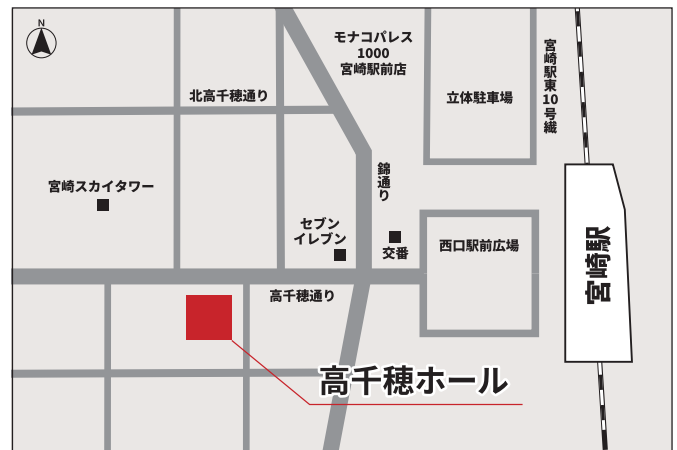 N
モナコパレス
1000
宮崎駅前店
宮崎駅東10号線
北高千穂通り
立体駐車場
錦通り
宮崎スカイタワー
セブン
イレブン
交番
西口駅前広場
宮崎駅
高千穂通り
高千穂ホール